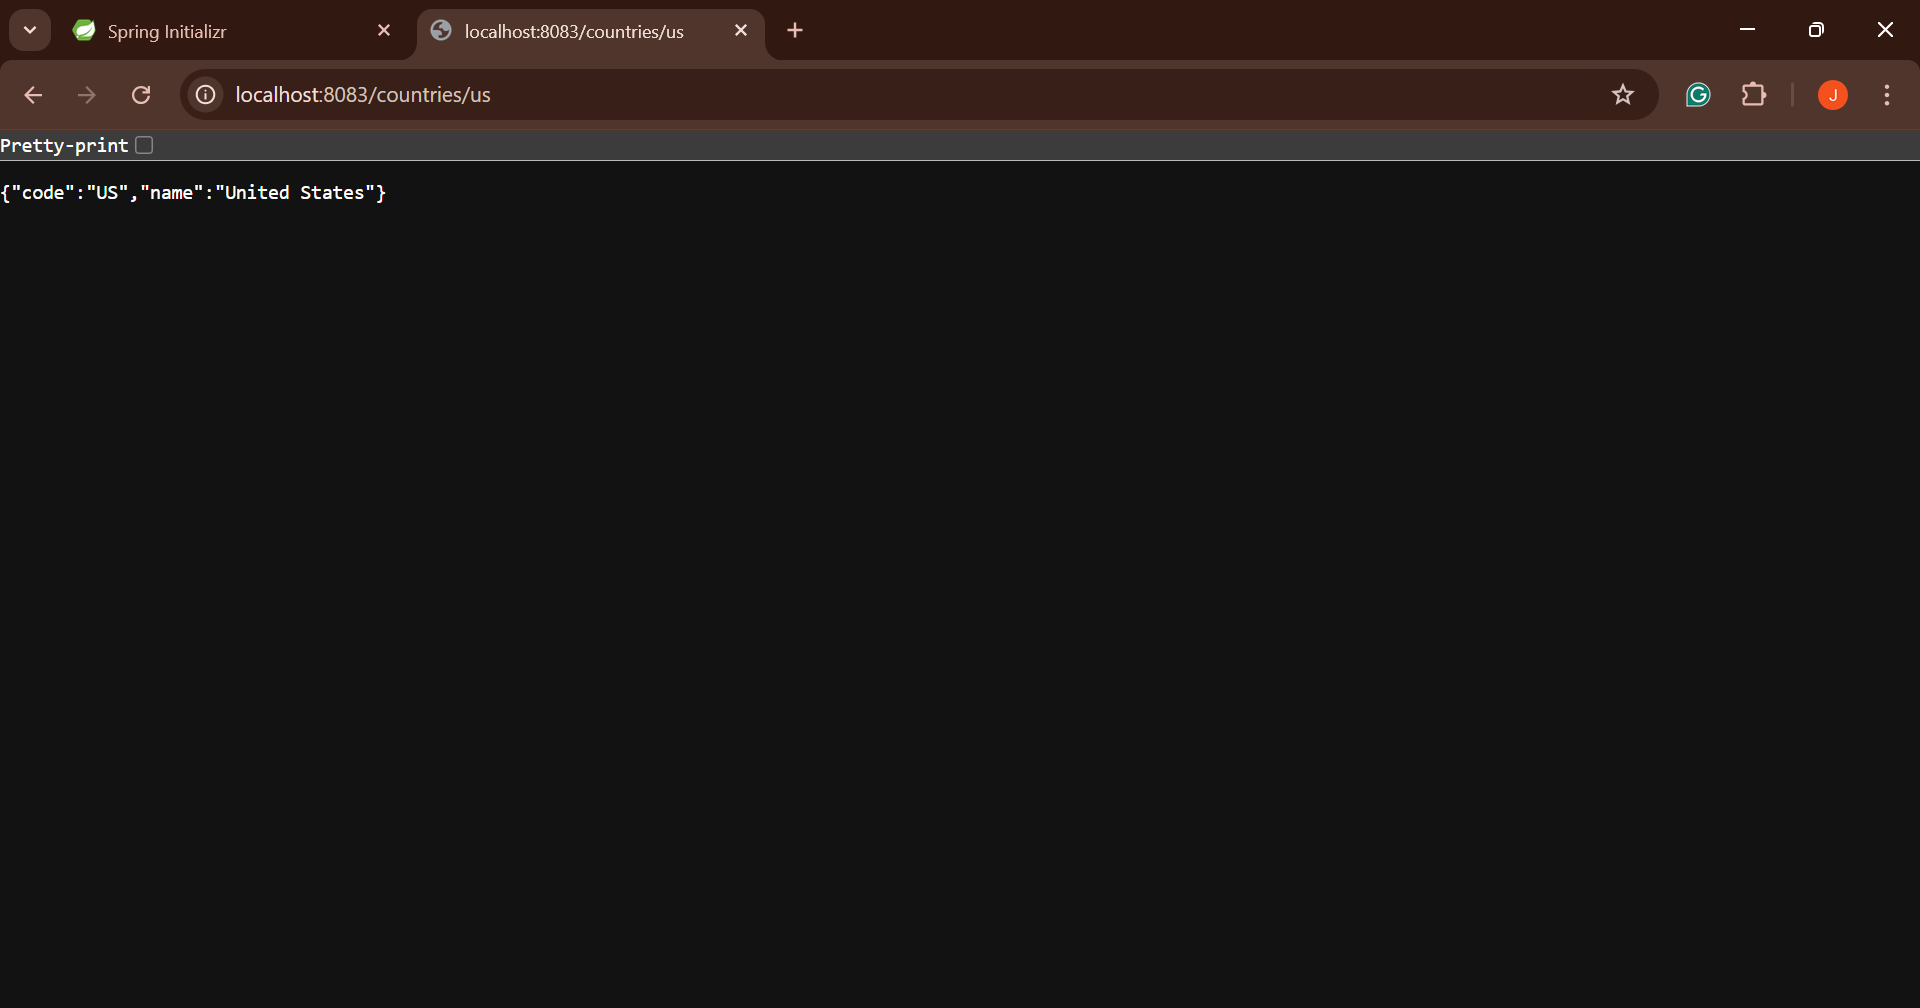 Spring Initializr
localhost:8083/countries/us
localhost:8083/countries/us
J
Pretty-print
{"code":"US","name":"United States"}